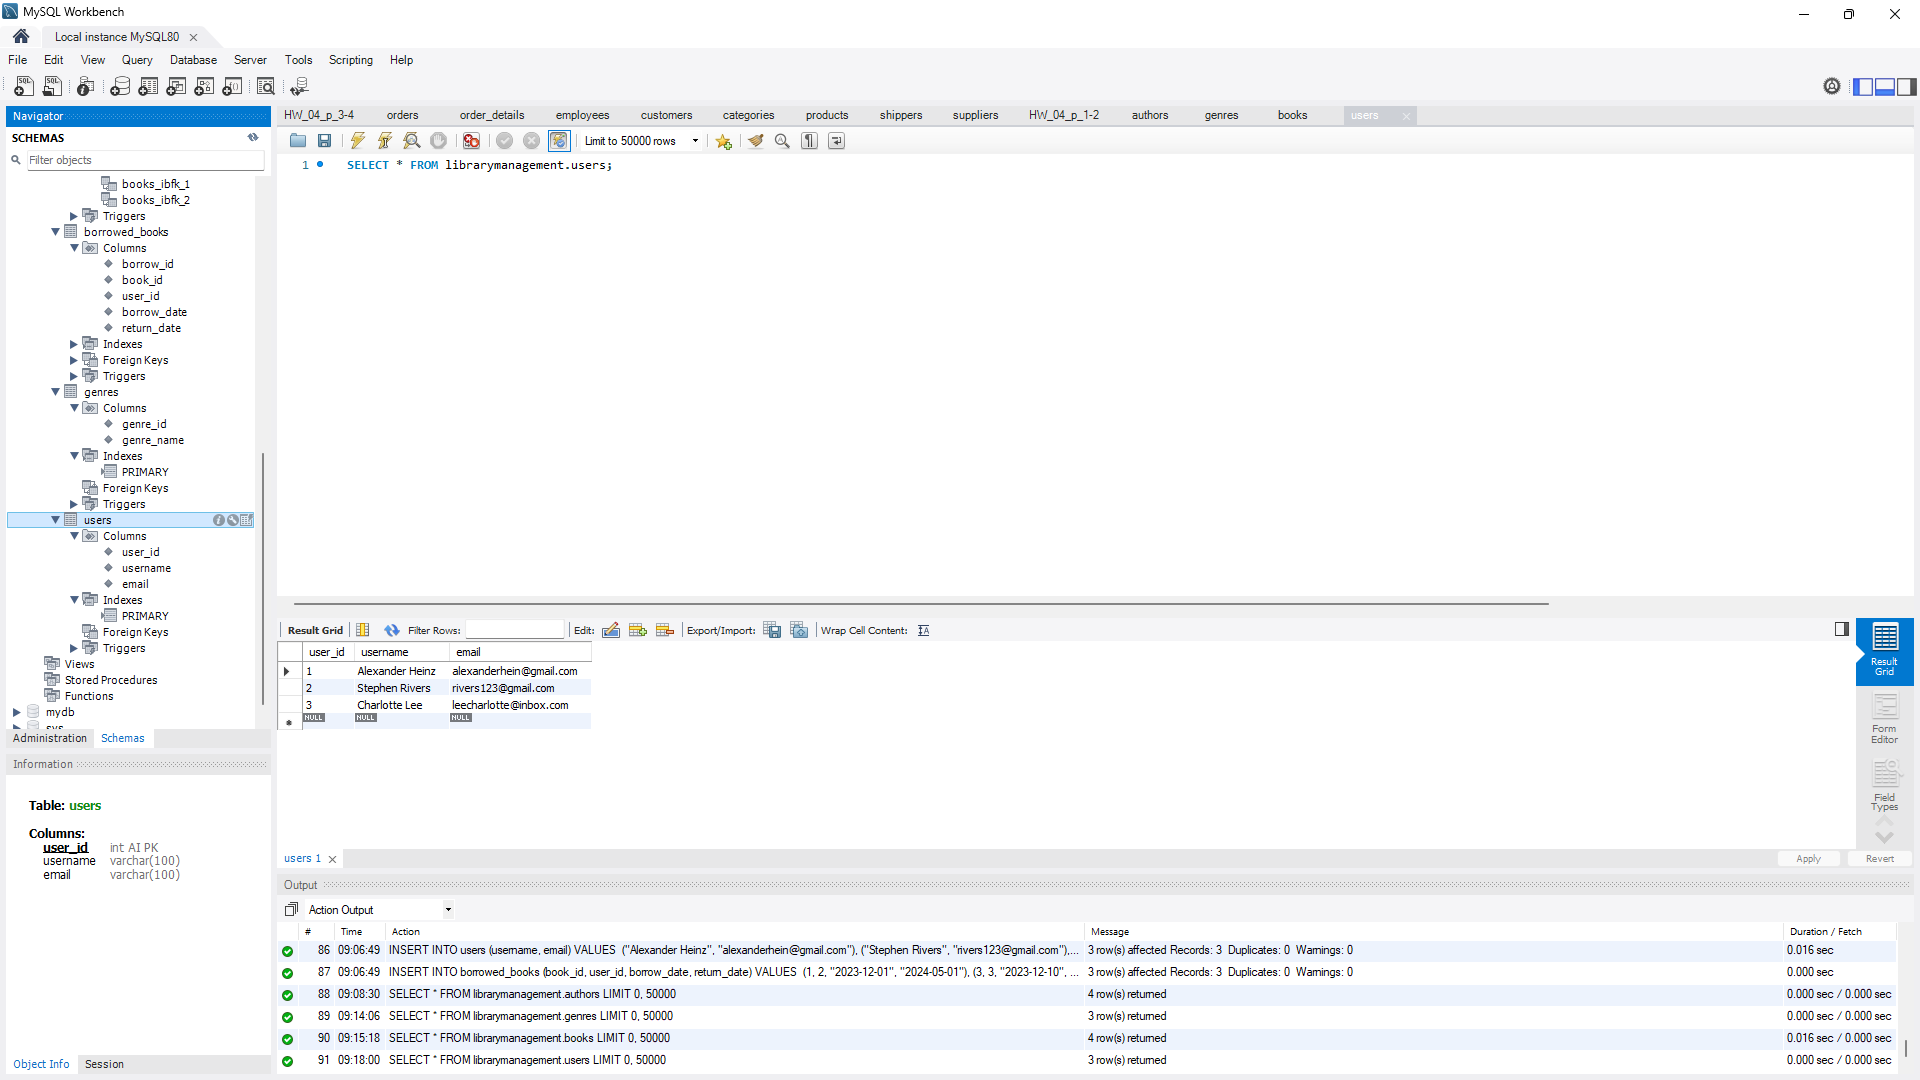 MySQL Workbench
Local instance MySQL80
File Edit View Query Database Server Tools Scripting Help
Navigator
SCHEMAS
Filter objects
books_ibfk_1
books_ibfk_2
Triggers
borrowed_books
Columns
borrow_id
book_id
user_id
borrow_date
return_date
Indexes
Foreign Keys
Triggers
genres
Columns
genre_id
genre_name
Indexes
PRIMARY
Foreign Keys
Triggers
users
Columns
user_id
username
email
Indexes
PRIMARY
Foreign Keys
Triggers
Views
Stored Procedures
Functions
mydb
sys
Administration Schemas
Information
Table: users
Columns:
user_id int AI PK
username varchar(100)
email varchar(100)
Object Info Session
HW_04_p_3-4 orders order_details employees customers categories products shippers suppliers HW_04_p_1-2 authors genres books users
Limit to 50000 rows
1 SELECT * FROM librarymanagement.users;
Result Grid Filter Rows: Edit: Export/Import: Wrap Cell Content:
user_id username email
1 Alexander Heinz alexanderhein@gmail.com
2 Stephen Rivers rivers123@gmail.com
3 Charlotte Lee leecharlotte@inbox.com
NULL NULL NULL
Result
Grid
Form
Editor
Field
Types
users 1
Apply Revert
Output
Action Output
# Time Action Message Duration / Fetch
86 09:06:49 INSERT INTO users (username, email) VALUES ("Alexander Heinz", "alexanderhein@gmail.com"), ("Stephen Rivers", "rivers123@gmail.com"),... 3 row(s) affected Records: 3 Duplicates: 0 Warnings: 0 0.016 sec
87 09:06:49 INSERT INTO borrowed_books (book_id, user_id, borrow_date, return_date) VALUES (1, 2, "2023-12-01", "2024-05-01"), (3, 3, "2023-12-10", ... 3 row(s) affected Records: 3 Duplicates: 0 Warnings: 0 0.000 sec
88 09:08:30 SELECT * FROM librarymanagement.authors LIMIT 0, 50000 4 row(s) returned 0.000 sec / 0.000 sec
89 09:14:06 SELECT * FROM librarymanagement.genres LIMIT 0, 50000 3 row(s) returned 0.000 sec / 0.000 sec
90 09:15:18 SELECT * FROM librarymanagement.books LIMIT 0, 50000 4 row(s) returned 0.016 sec / 0.000 sec
91 09:18:00 SELECT * FROM librarymanagement.users LIMIT 0, 50000 3 row(s) returned 0.000 sec / 0.000 sec